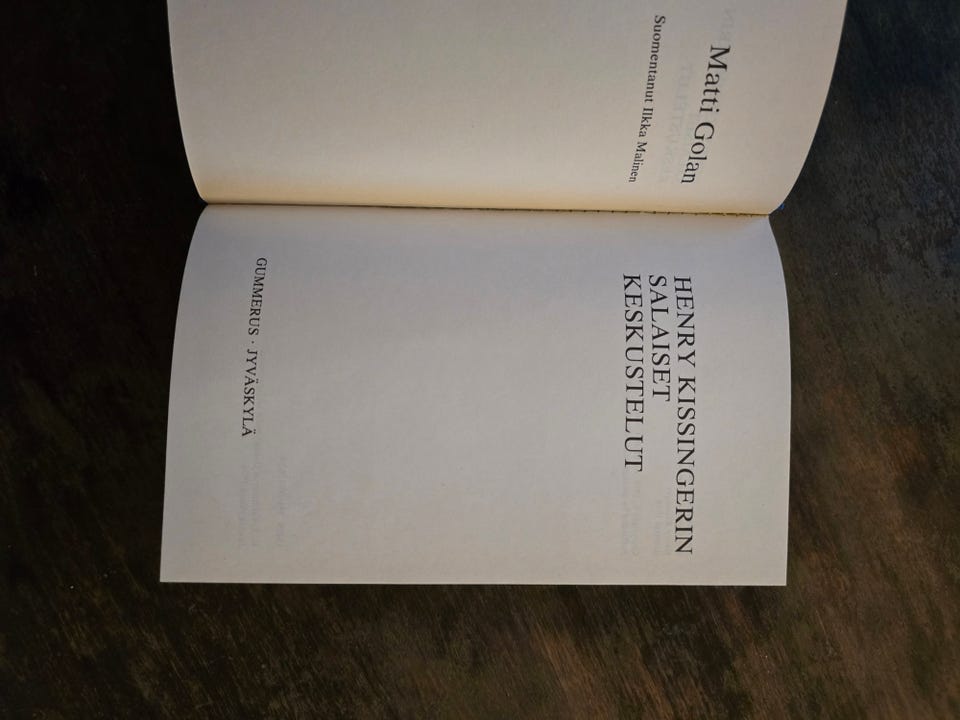 Matti Golan
Suomentanut Ilkka Malinen
HENRY KISSINGERIN
SALAISET
KESKUSTELUT
GUMMERUS · JYVÄSKYLÄ